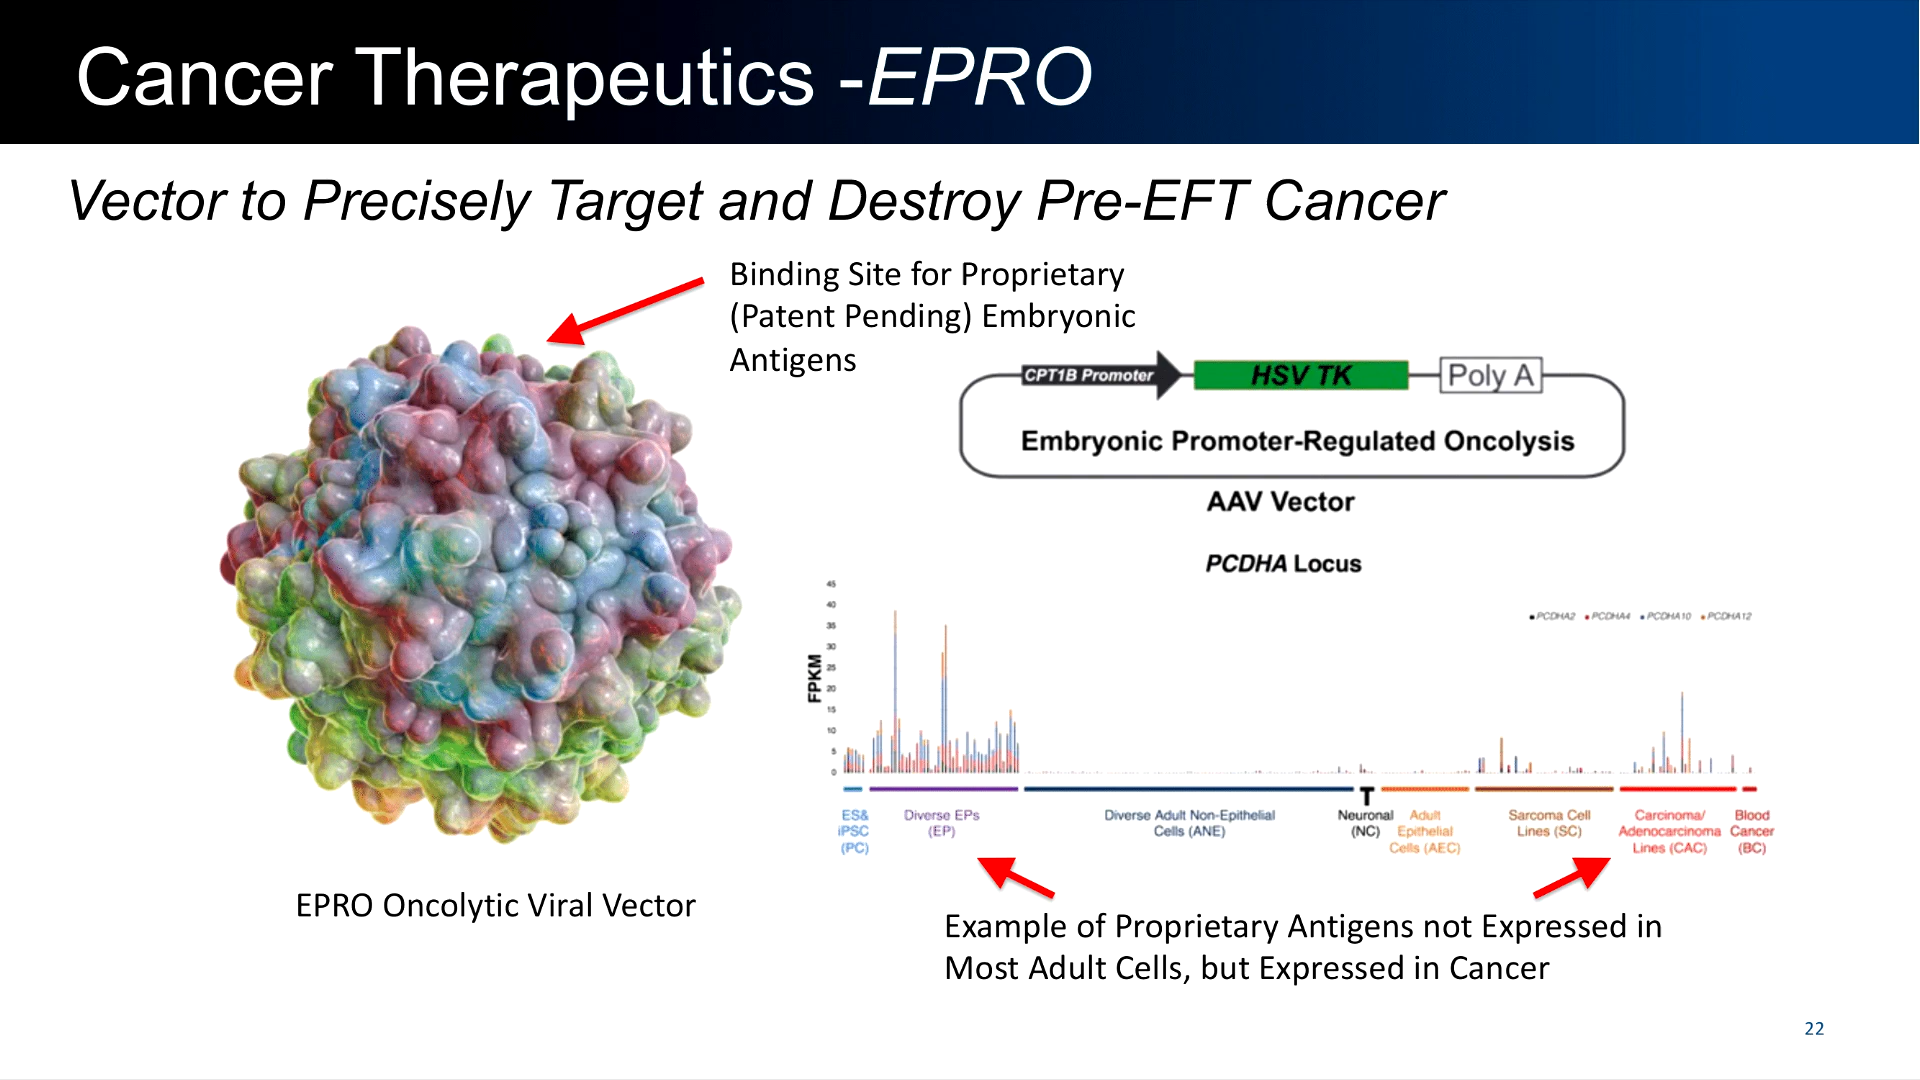 Cancer Therapeutics -EPRO
Vector to Precisely Target and Destroy Pre-EFT Cancer
Binding Site for Proprietary
(Patent Pending) Embryonic
Antigens
CPT1B Promoter
HSV TK
Poly A
Embryonic Promoter-Regulated Oncolysis
AAV Vector
PCDHA Locus
45
40
35
30
25
20
15
10
5
0
FPKM
PCDHA2 PCDHA4 PCDHA10 PCDHA12
ES&
iPSC
(PC)
Diverse EPs
(EP)
Diverse Adult Non-Epithelial
Cells (ANE)
Neuronal
(NC)
Adult
Epithelial
Cells (AEC)
Sarcoma Cell
Lines (SC)
Carcinoma/
Adenocarcinoma
Lines (CAC)
Blood
Cancer
(BC)
EPRO Oncolytic Viral Vector
Example of Proprietary Antigens not Expressed in
Most Adult Cells, but Expressed in Cancer
22